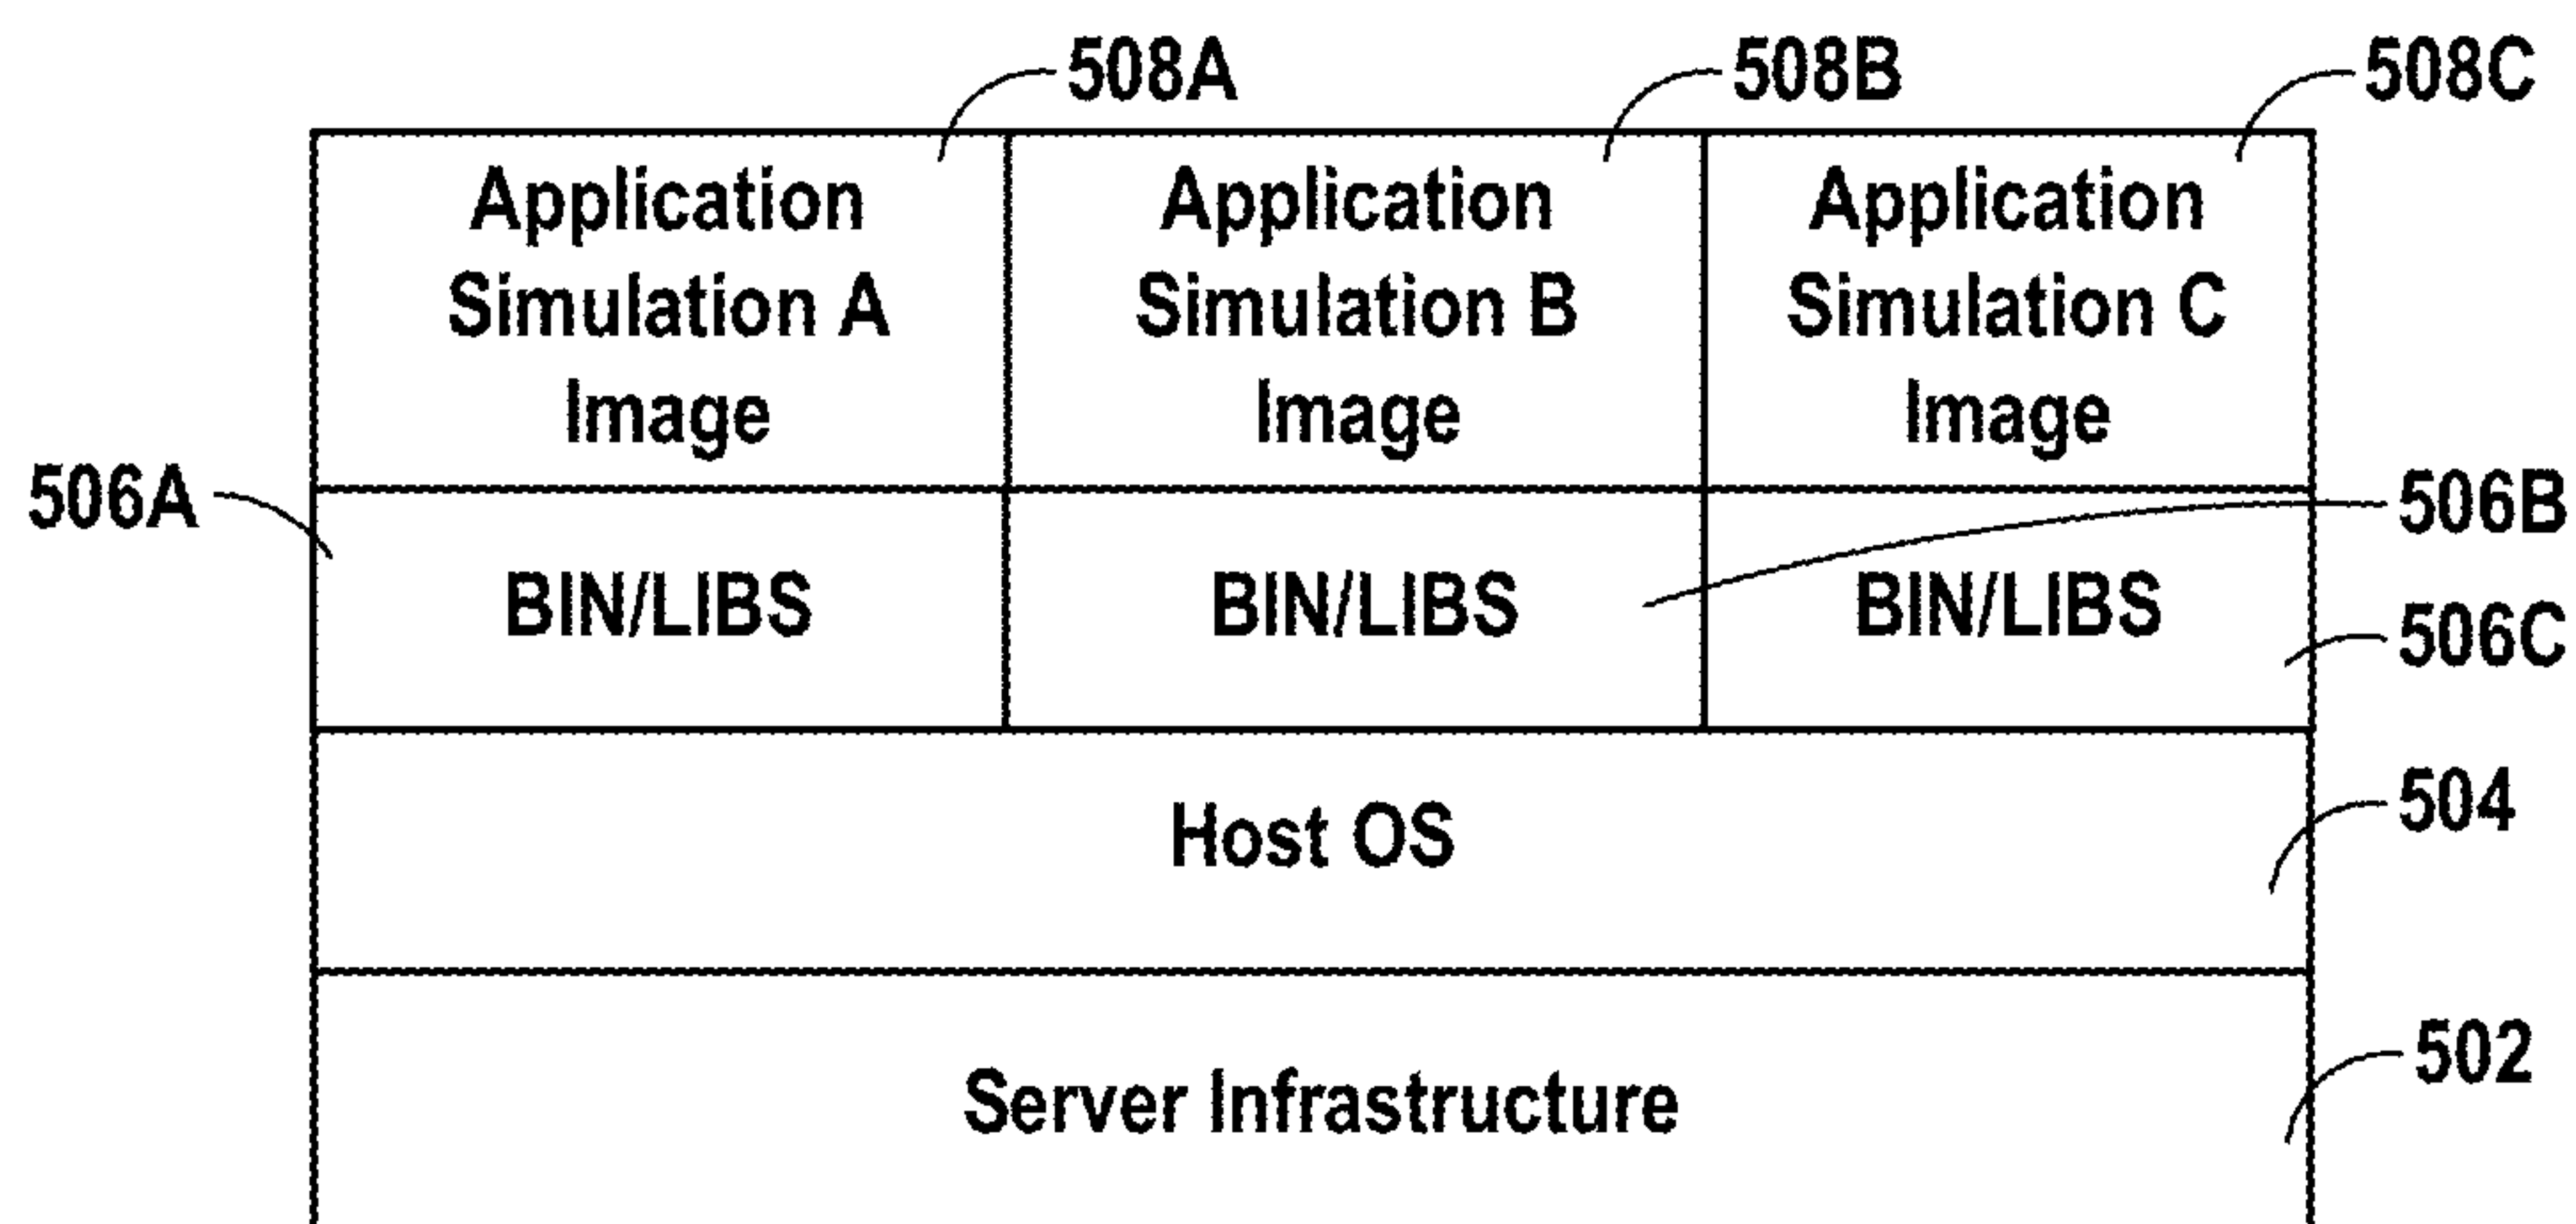 508A
508B
508C
Application
Simulation A
Image
Application
Simulation B
Image
Application
Simulation C
Image
506A
BIN/LIBS
BIN/LIBS
BIN/LIBS
506B
506C
Host OS
504
Server Infrastructure
502